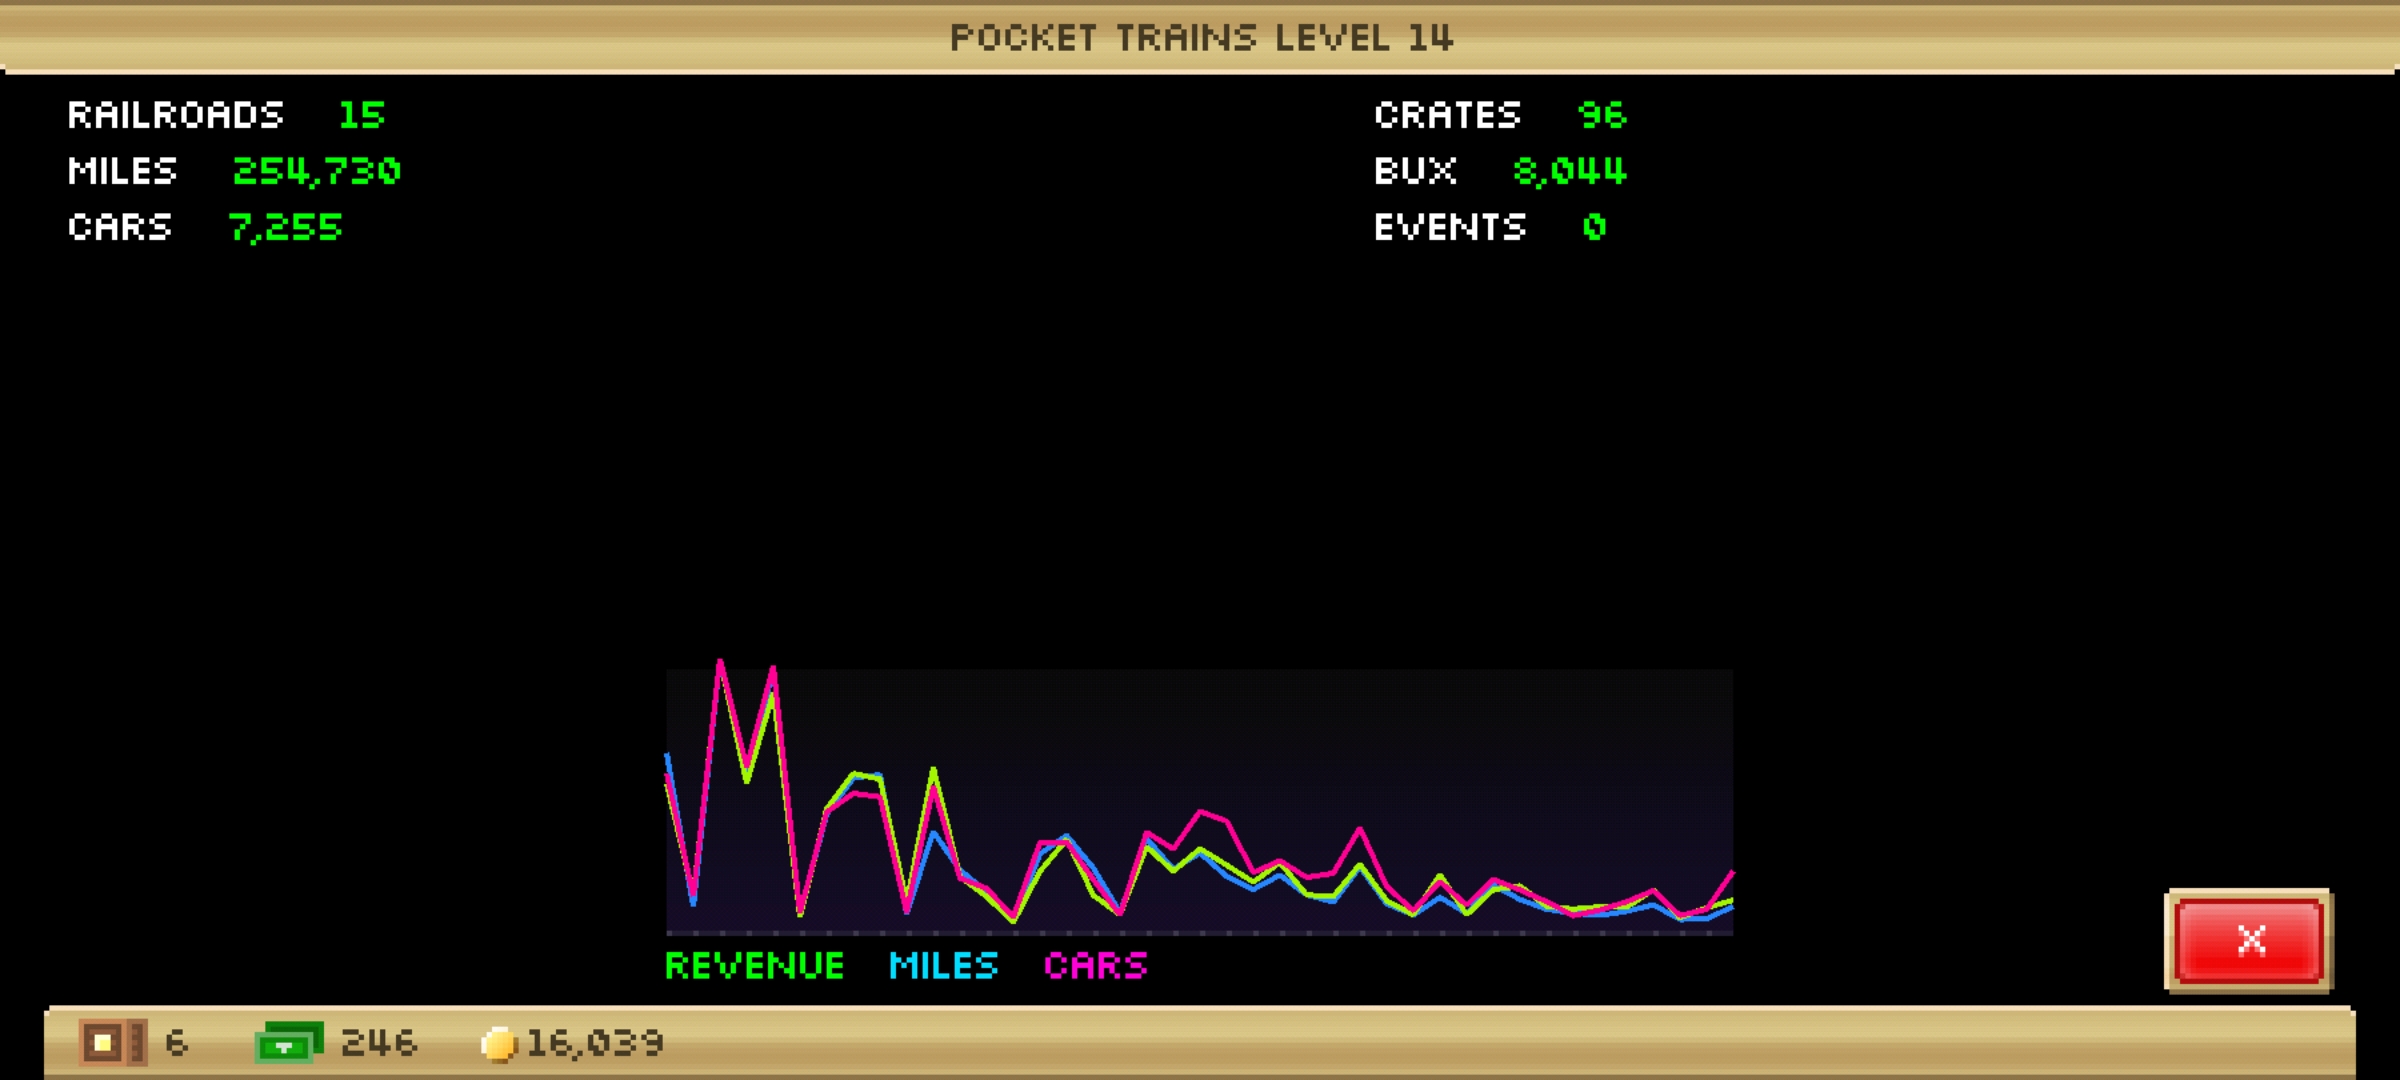 POCKET TRAINS LEVEL 14
RAILROADS 15
MILES 254,730
CARS 7,255
CRATES 96
BUX 8,044
EVENTS 0
REVENUE MILES CARS
X
6 246 16,039